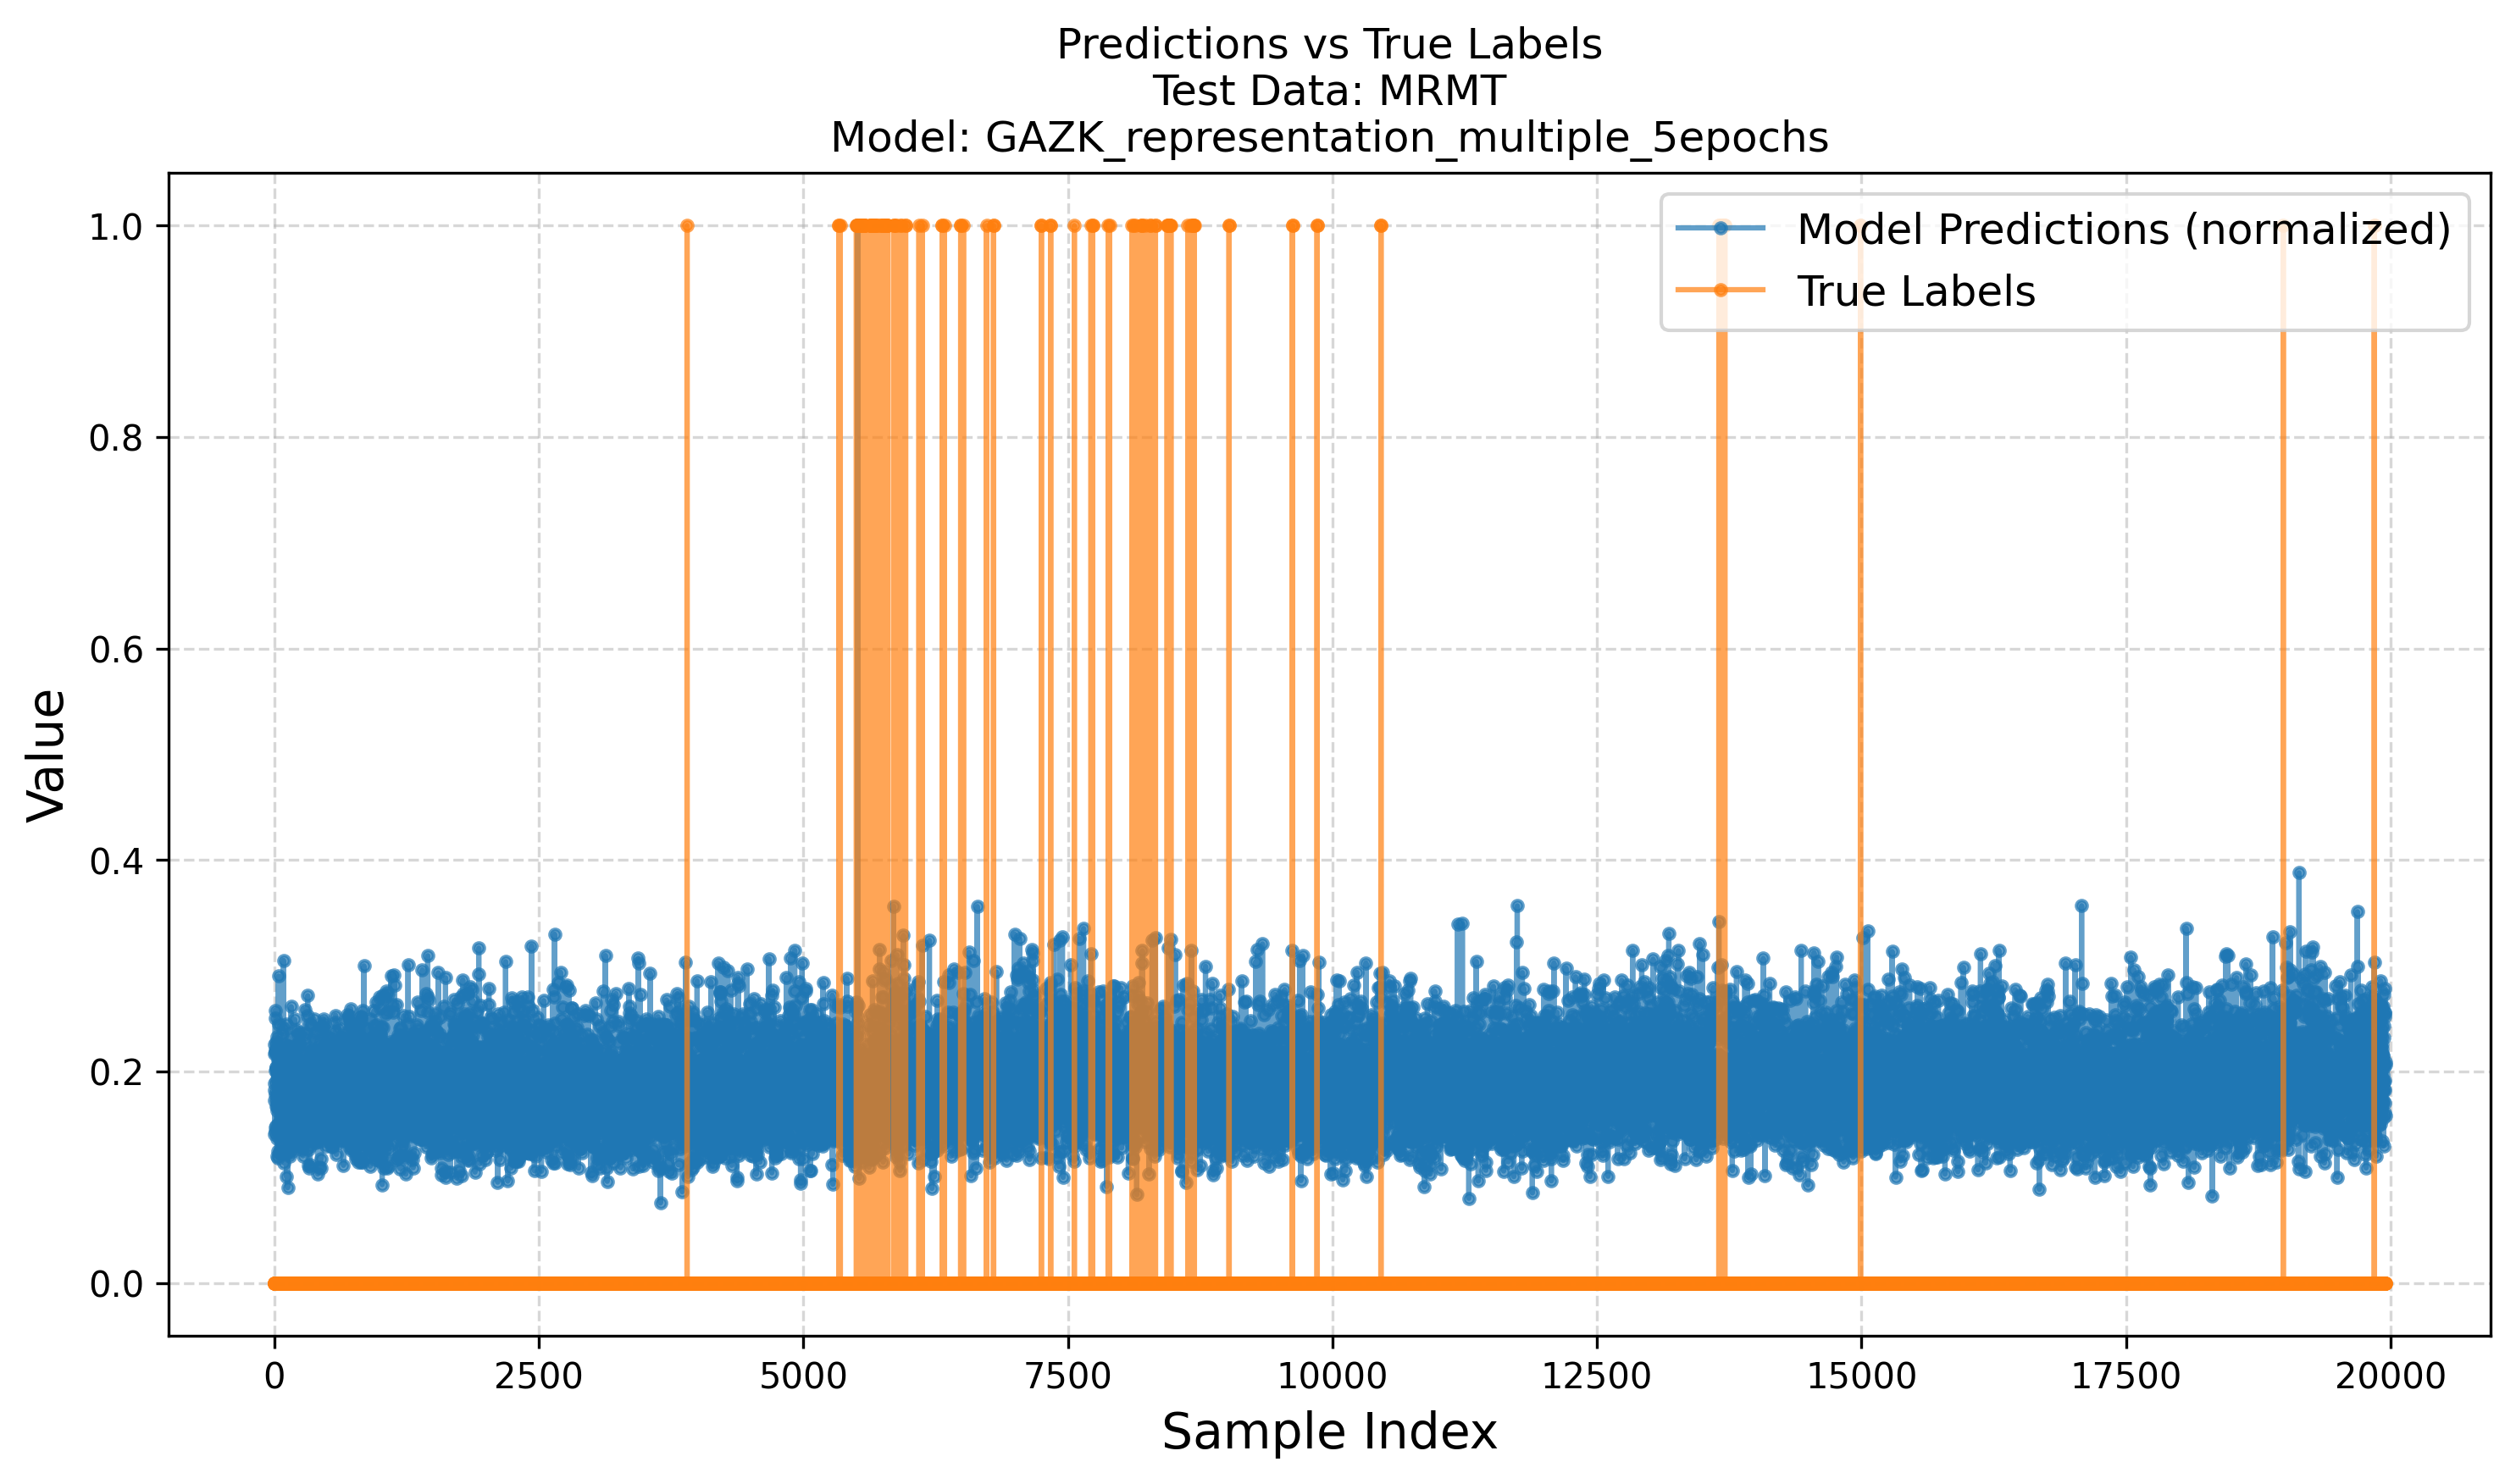 Predictions vs True Labels
Test Data: MRMT
Model: GAZK_representation_multiple_5epochs
Model Predictions (normalized)
True Labels
1.0
0.8
0.6
0.4
0.2
0.0
Value
0 2500 5000 7500 10000 12500 15000 17500 20000
Sample Index